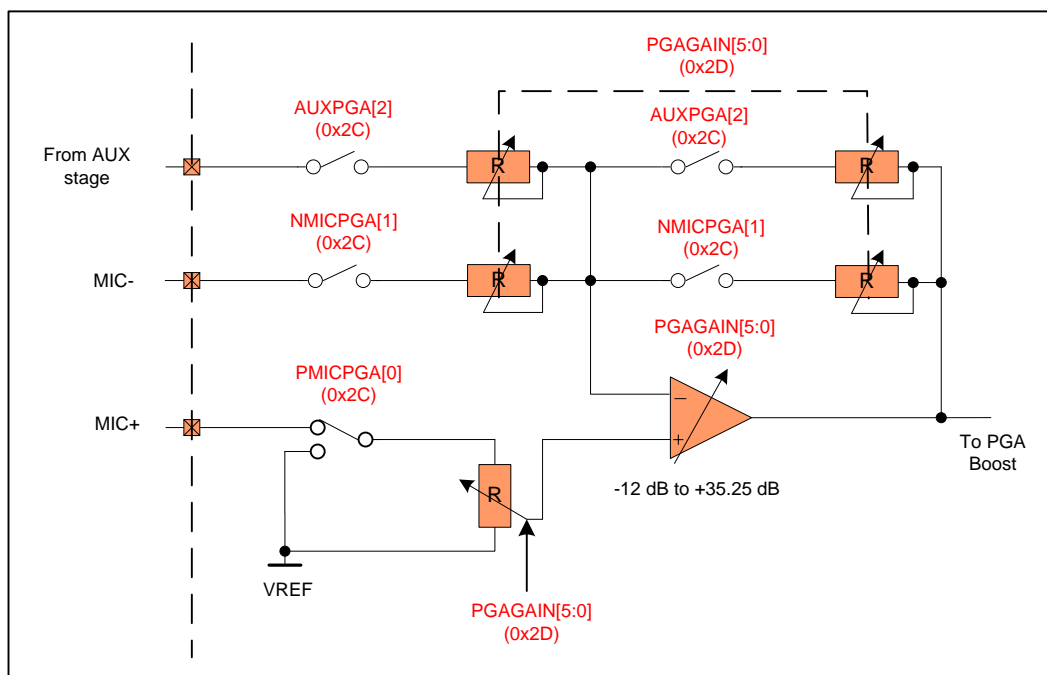 PGAGAIN[5:0]
(0x2D)
AUXPGA[2]
(0x2C)
AUXPGA[2]
(0x2C)
From AUX
stage
R
R
NMICPGA[1]
(0x2C)
NMICPGA[1]
(0x2C)
MIC-
R
R
PGAGAIN[5:0]
(0x2D)
PMICPGA[0]
(0x2C)
MIC+
−
+
To PGA
Boost
R
-12 dB to +35.25 dB
VREF
PGAGAIN[5:0]
(0x2D)